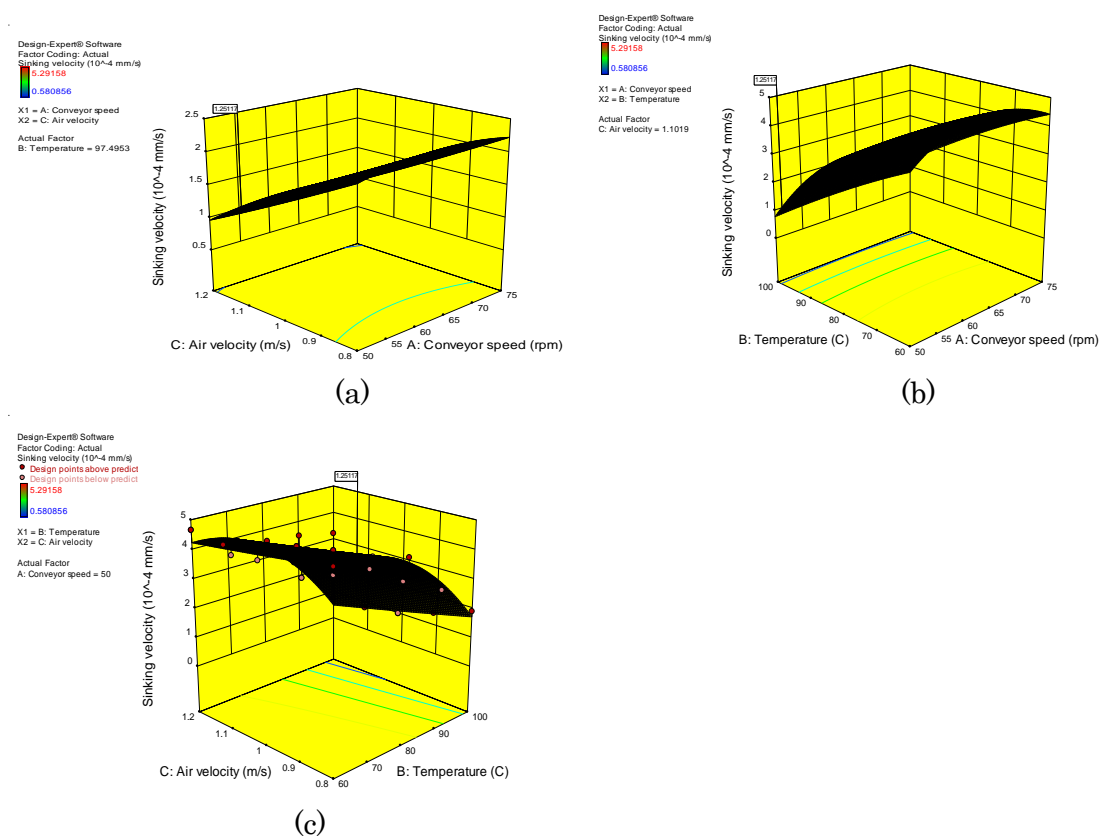 Design-Expert® Software
Factor Coding: Actual
Sinking velocity (10^-4 mm/s)
5.29158
0.580856
X1 = A: Conveyor speed
X2 = C: Air velocity
Actual Factor
B: Temperature = 97.4953
1.25117
2.5
2
1.5
1
0.5
Sinking velocity (10^-4 mm/s)
1.2
1.1
1
0.9
0.8
C: Air velocity (m/s)
50
55
60
65
70
75
A: Conveyor speed (rpm)
(a)
Design-Expert® Software
Factor Coding: Actual
Sinking velocity (10^-4 mm/s)
5.29158
0.580856
X1 = A: Conveyor speed
X2 = B: Temperature
Actual Factor
C: Air velocity = 1.1019
1.25117
5
4
3
2
1
0
Sinking velocity (10^-4 mm/s)
100
90
80
70
60
B: Temperature (C)
50
55
60
65
70
75
A: Conveyor speed (rpm)
(b)
Design-Expert® Software
Factor Coding: Actual
Sinking velocity (10^-4 mm/s)
Design points above predict
Design points below predict
5.29158
0.580856
X1 = B: Temperature
X2 = C: Air velocity
Actual Factor
A: Conveyor speed = 50
1.25117
5
4
3
2
1
0
Sinking velocity (10^-4 mm/s)
1.2
1.1
1
0.9
0.8
C: Air velocity (m/s)
60
70
80
90
100
B: Temperature (C)
(c)